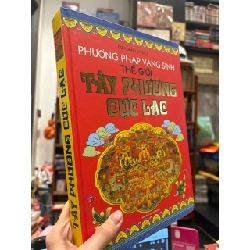 PHƯƠNG PHÁP VÃNG SINH
THẾ GIỚI
TÂY PHƯƠNG
CỰC LẠC
TÂY PHƯƠNG CỰC LẠC